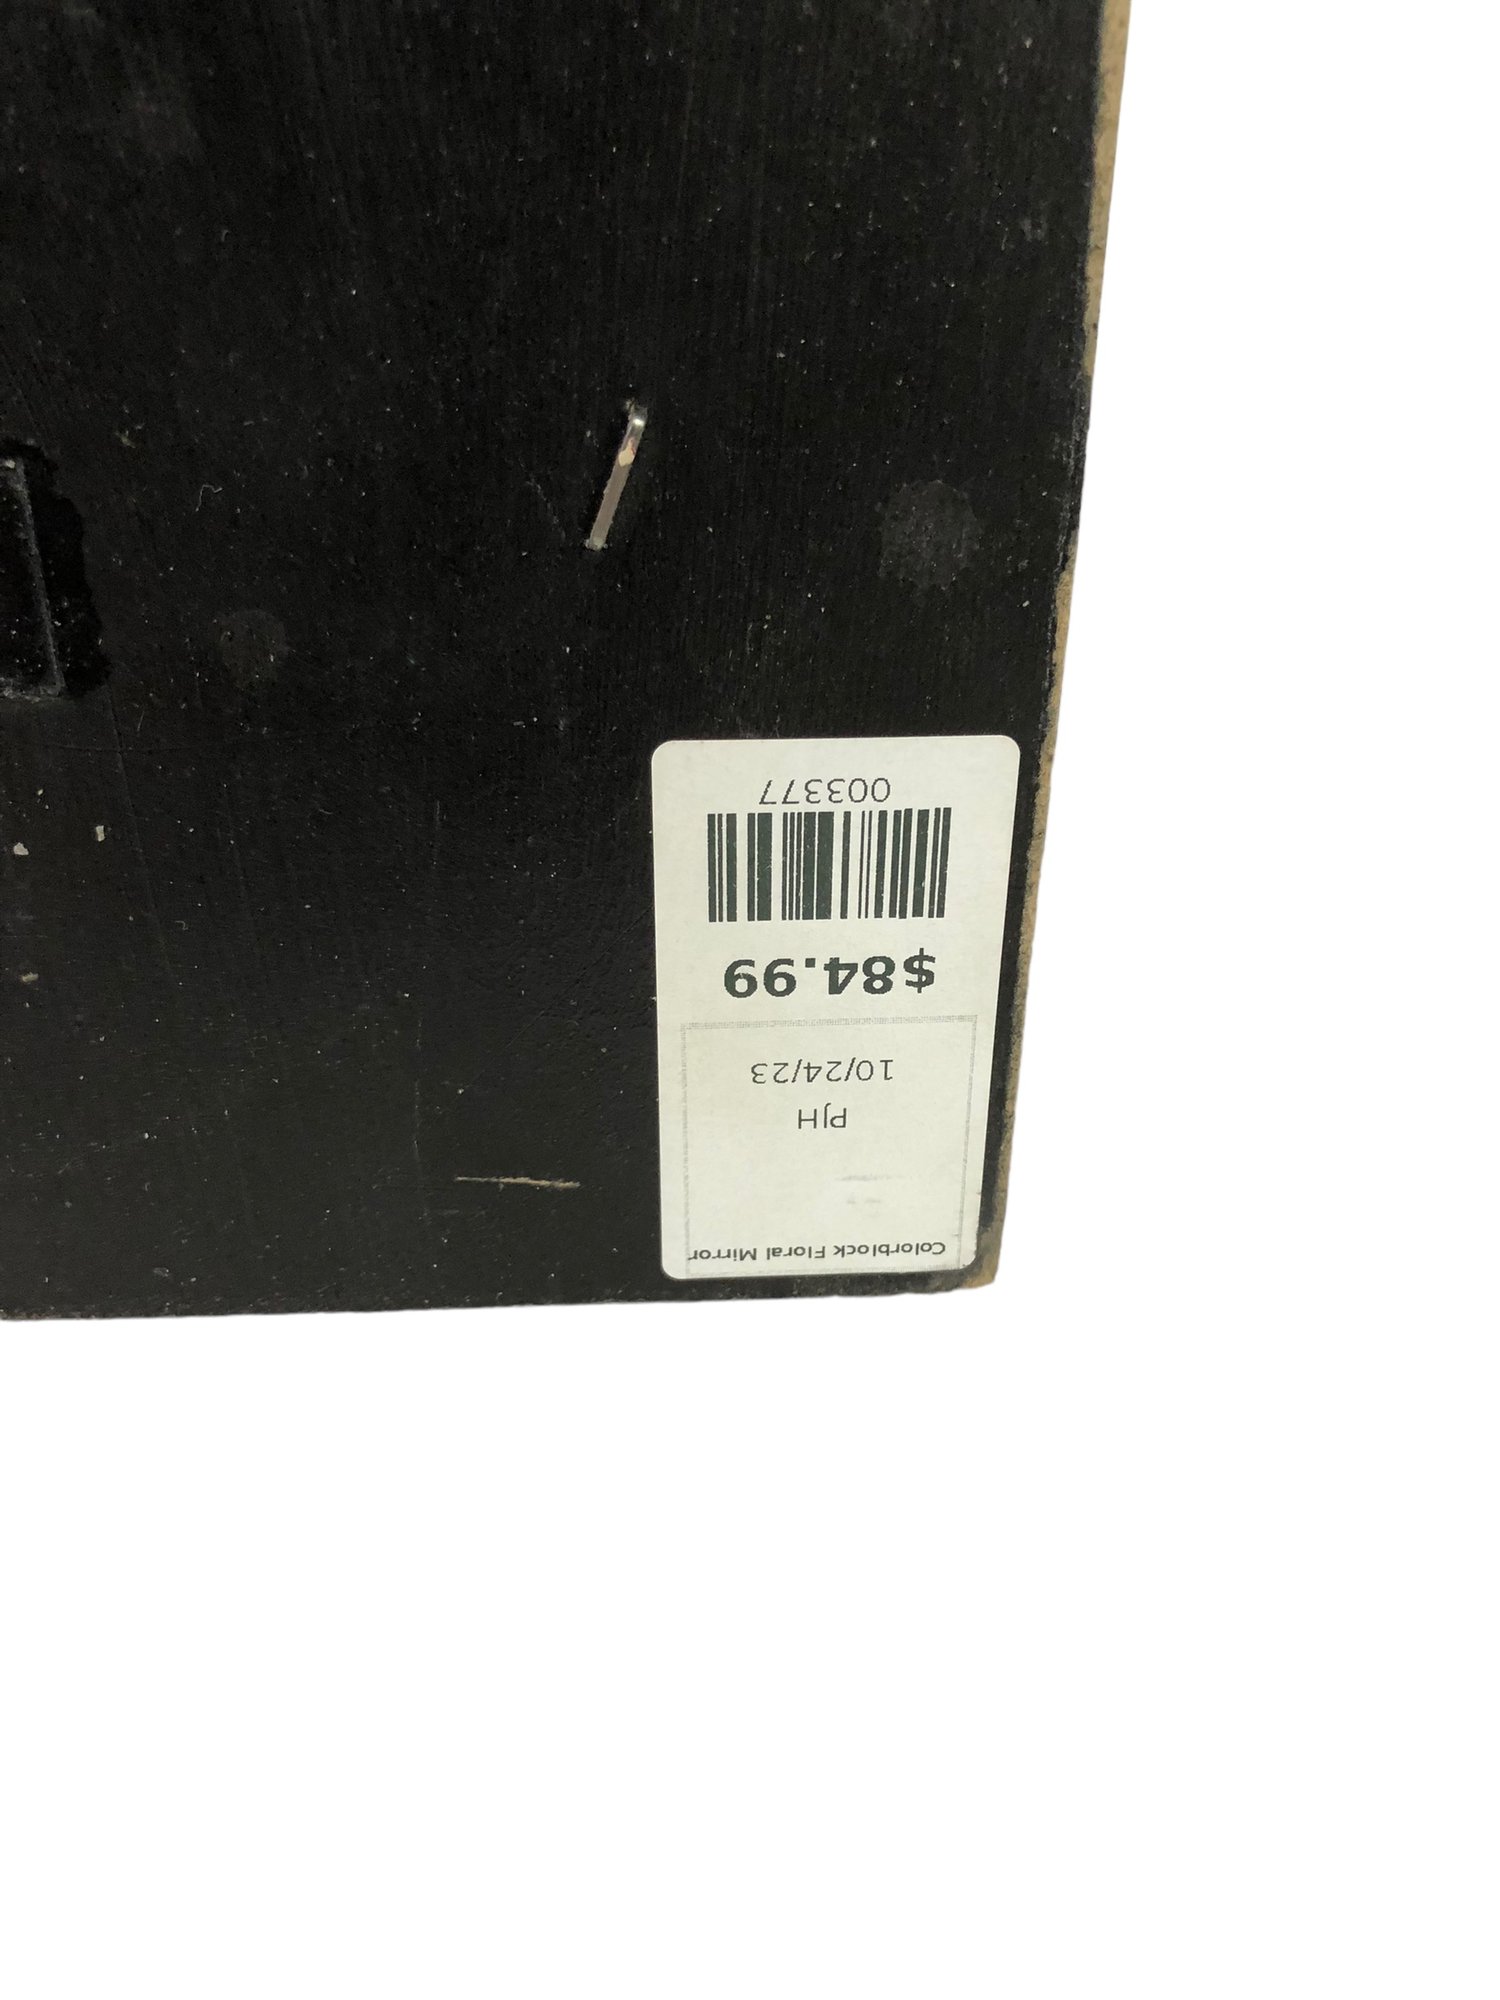 Colorblock Floral Mirror
PJH
10/24/23
$84.99
003377